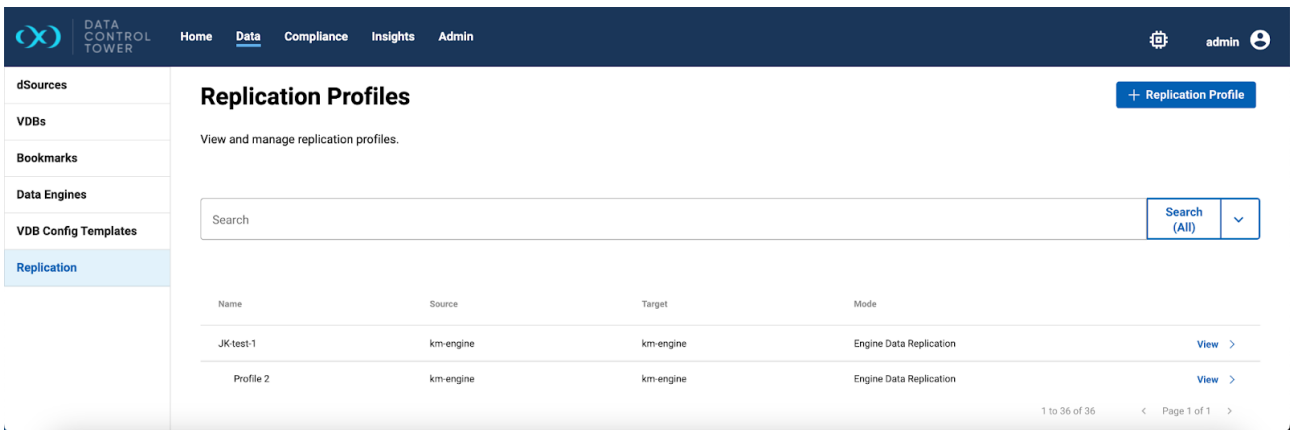 DATA
CONTROL
TOWER
Home Data Compliance Insights Admin
admin
dSources
VDBs
Bookmarks
Data Engines
VDB Config Templates
Replication
Replication Profiles
+ Replication Profile
View and manage replication profiles.
Search
Search
(All)
Name Source Target Mode
JK-test-1 km-engine km-engine Engine Data Replication View >
Profile 2 km-engine km-engine Engine Data Replication View >
1 to 36 of 36 < Page 1 of 1 >